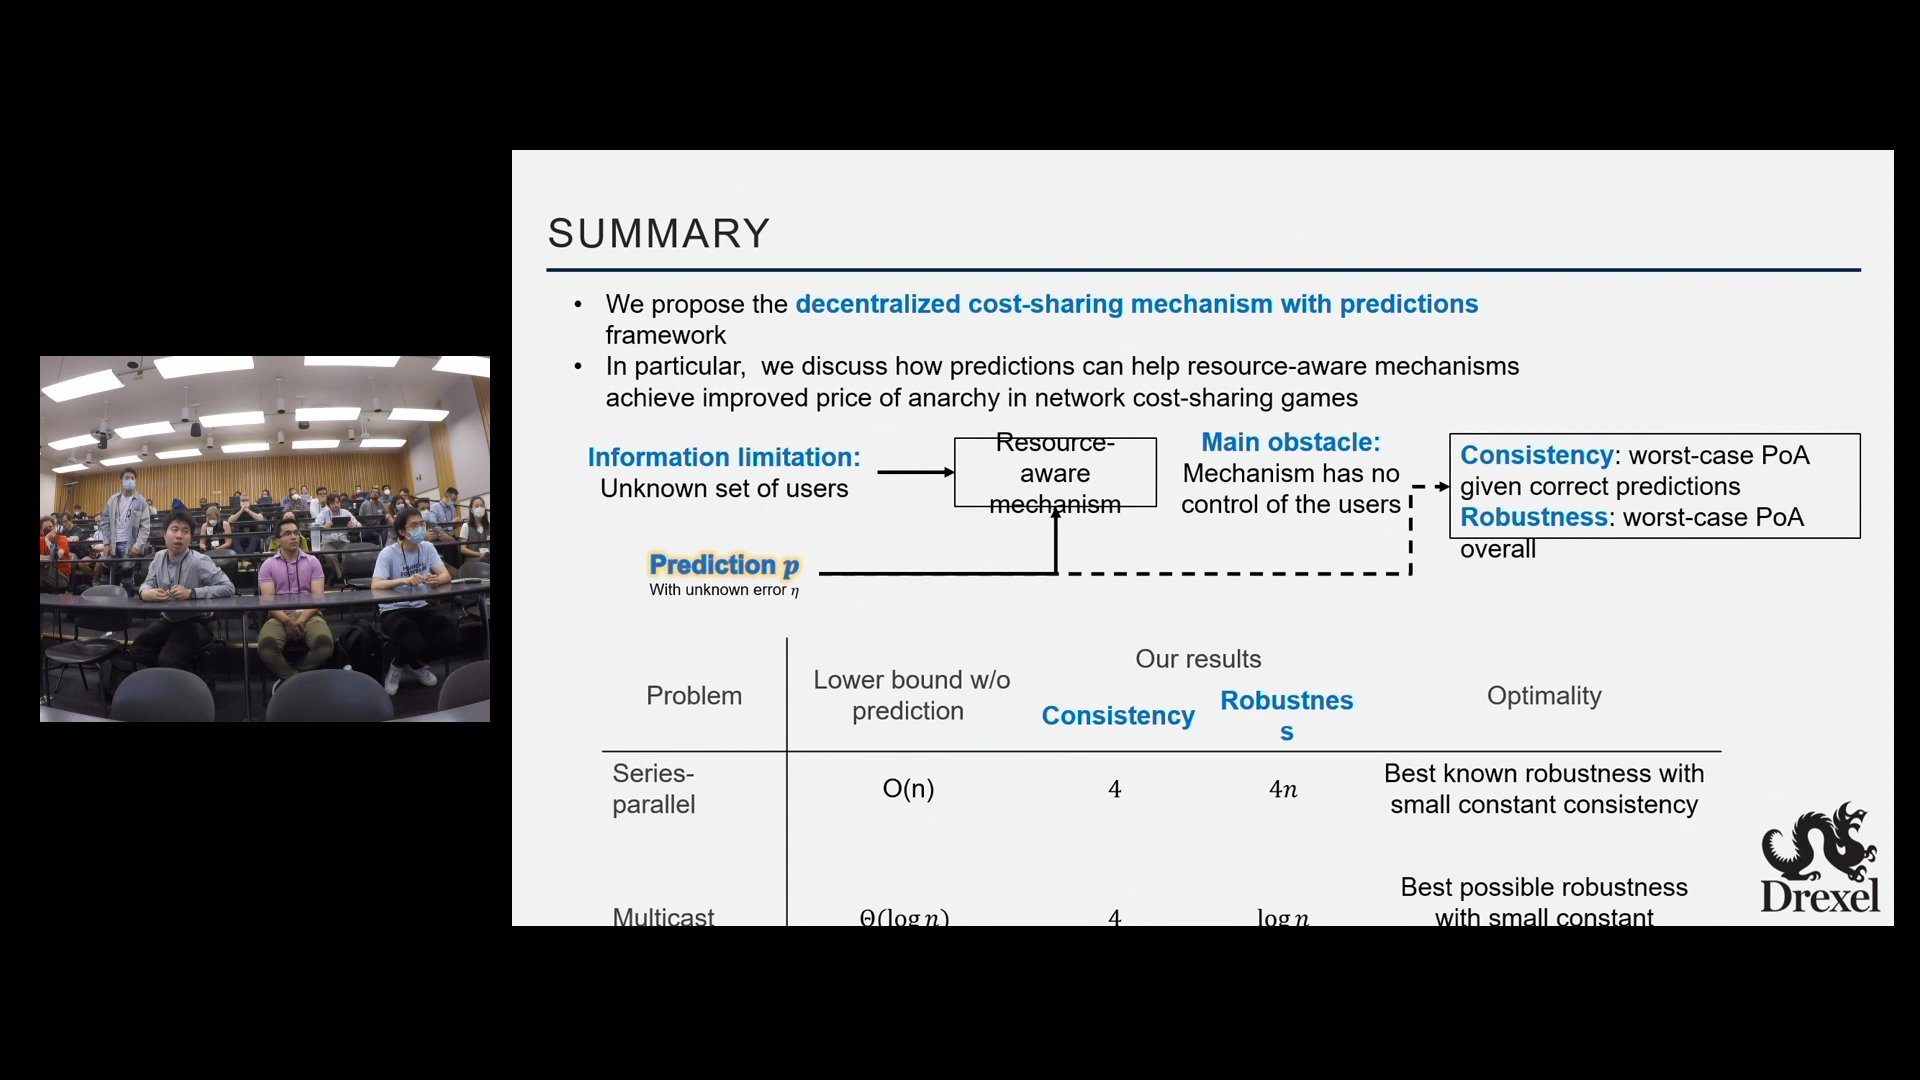 SUMMARY
• We propose the decentralized cost-sharing mechanism with predictions
framework
• In particular, we discuss how predictions can help resource-aware mechanisms
achieve improved price of anarchy in network cost-sharing games
Information limitation:
Unknown set of users
Resource-
aware
mechanism
Main obstacle:
Mechanism has no
control of the users
Consistency: worst-case PoA
given correct predictions
Robustness: worst-case PoA
overall
Prediction p
With unknown error η
Problem
Lower bound w/o
prediction
Our results
Consistency
Robustnes
s
Optimality
Series-
parallel
O(n)
4
4n
Best known robustness with
small constant consistency
Multicast
Θ(log n)
4
log n
Best possible robustness
with small constant
Drexel